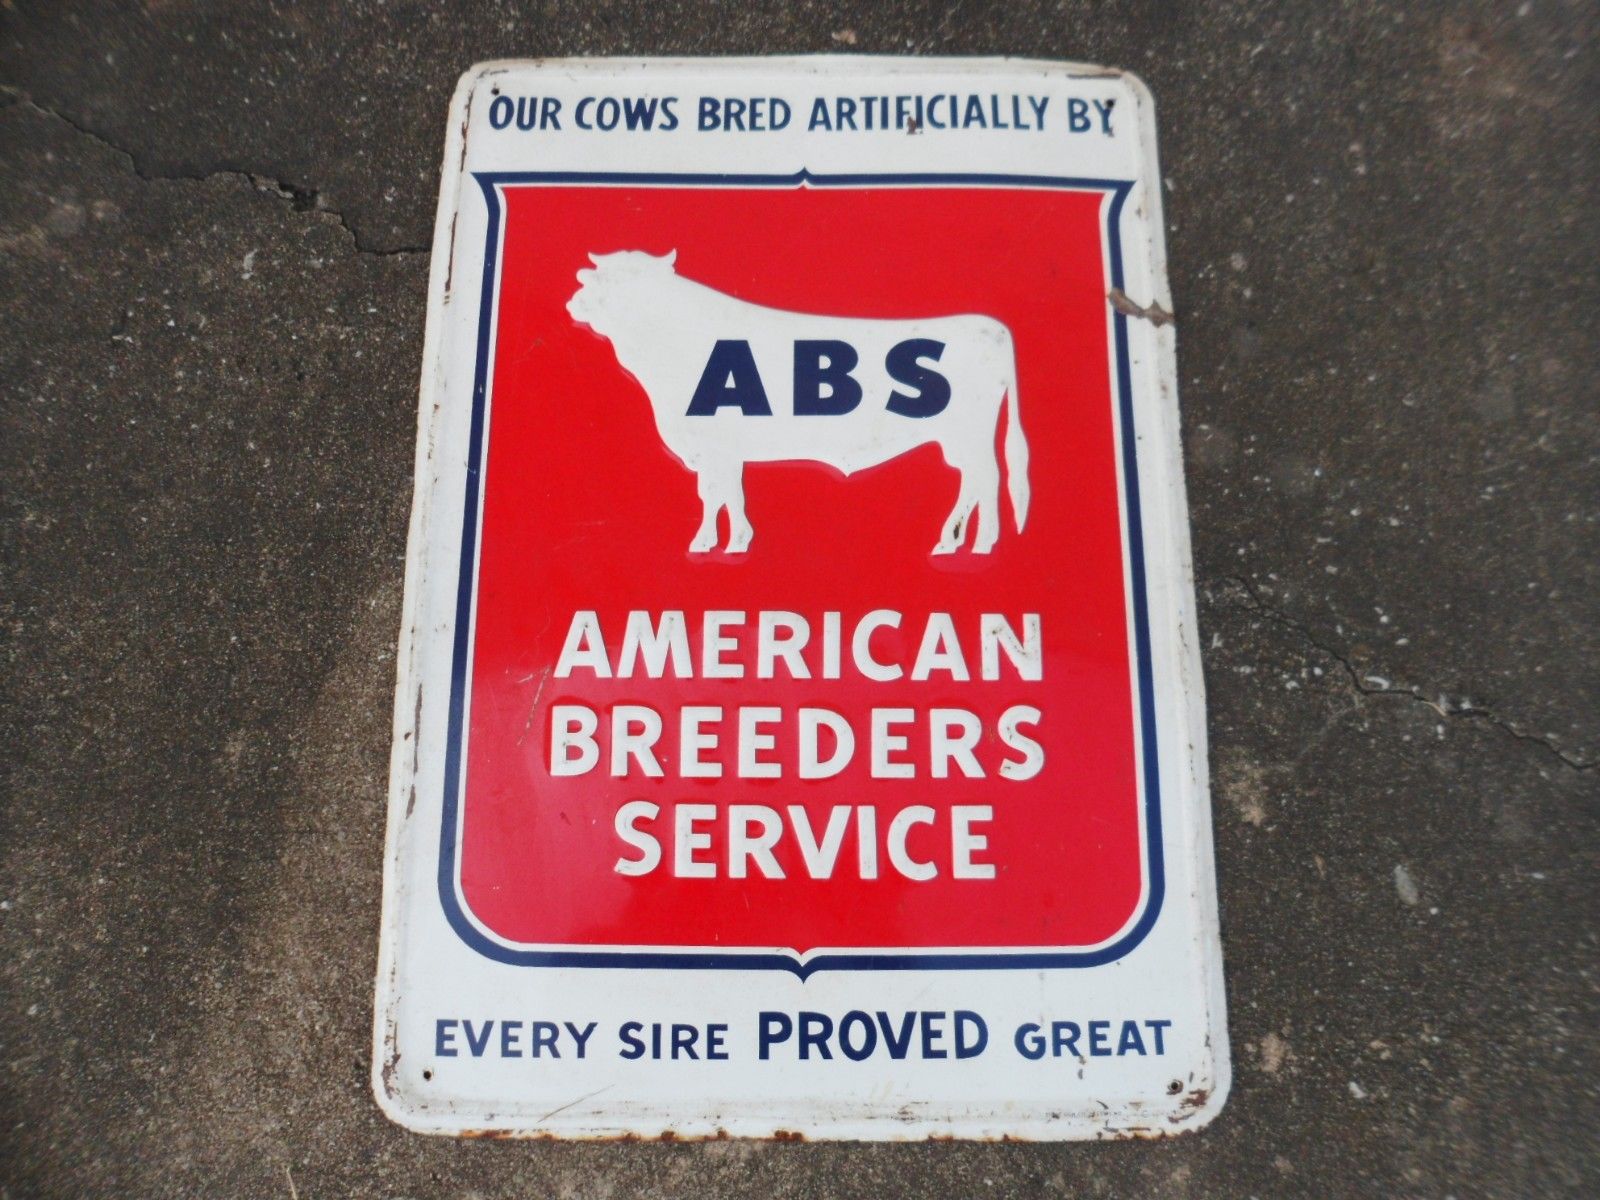 OUR COWS BRED ARTIFICIALLY BY
ABS
AMERICAN
BREEDERS
SERVICE
EVERY SIRE PROVED GREAT